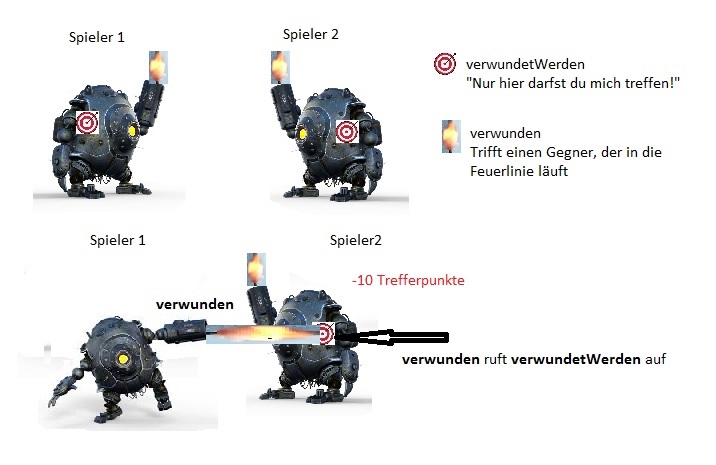 Spieler 1
Spieler 2
verwundetWerden
"Nur hier darfst du mich treffen!"
verwunden
Trifft einen Gegner, der in die
Feuerlinie läuft
Spieler 1
Spieler2
-10 Trefferpunkte
verwunden
verwunden ruft verwundetWerden auf